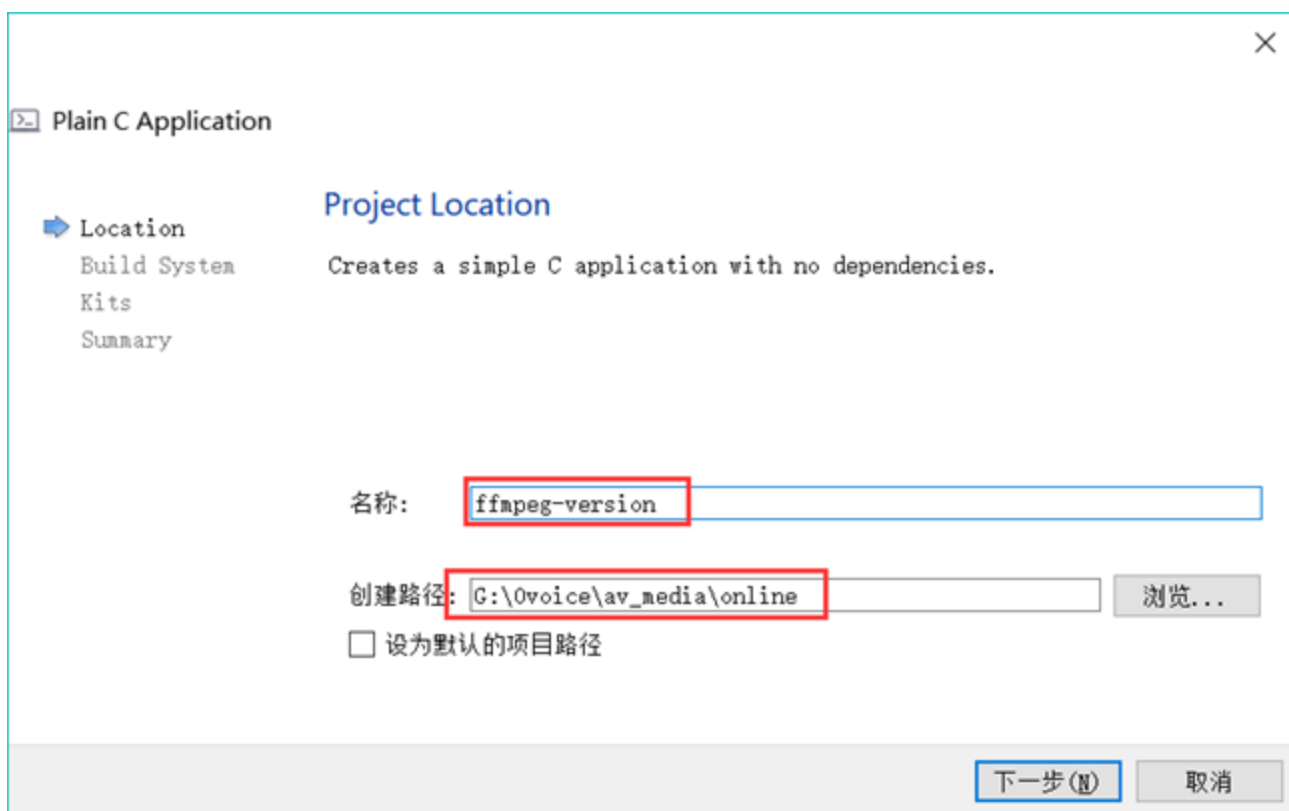 Plain C Application
Location
Build System
Kits
Summary
Project Location
Creates a simple C application with no dependencies.
名称: ffmpeg-version
创建路径: G:\0voice\av_media\online 浏览...
设为默认的项目路径
下一步(N) 取消